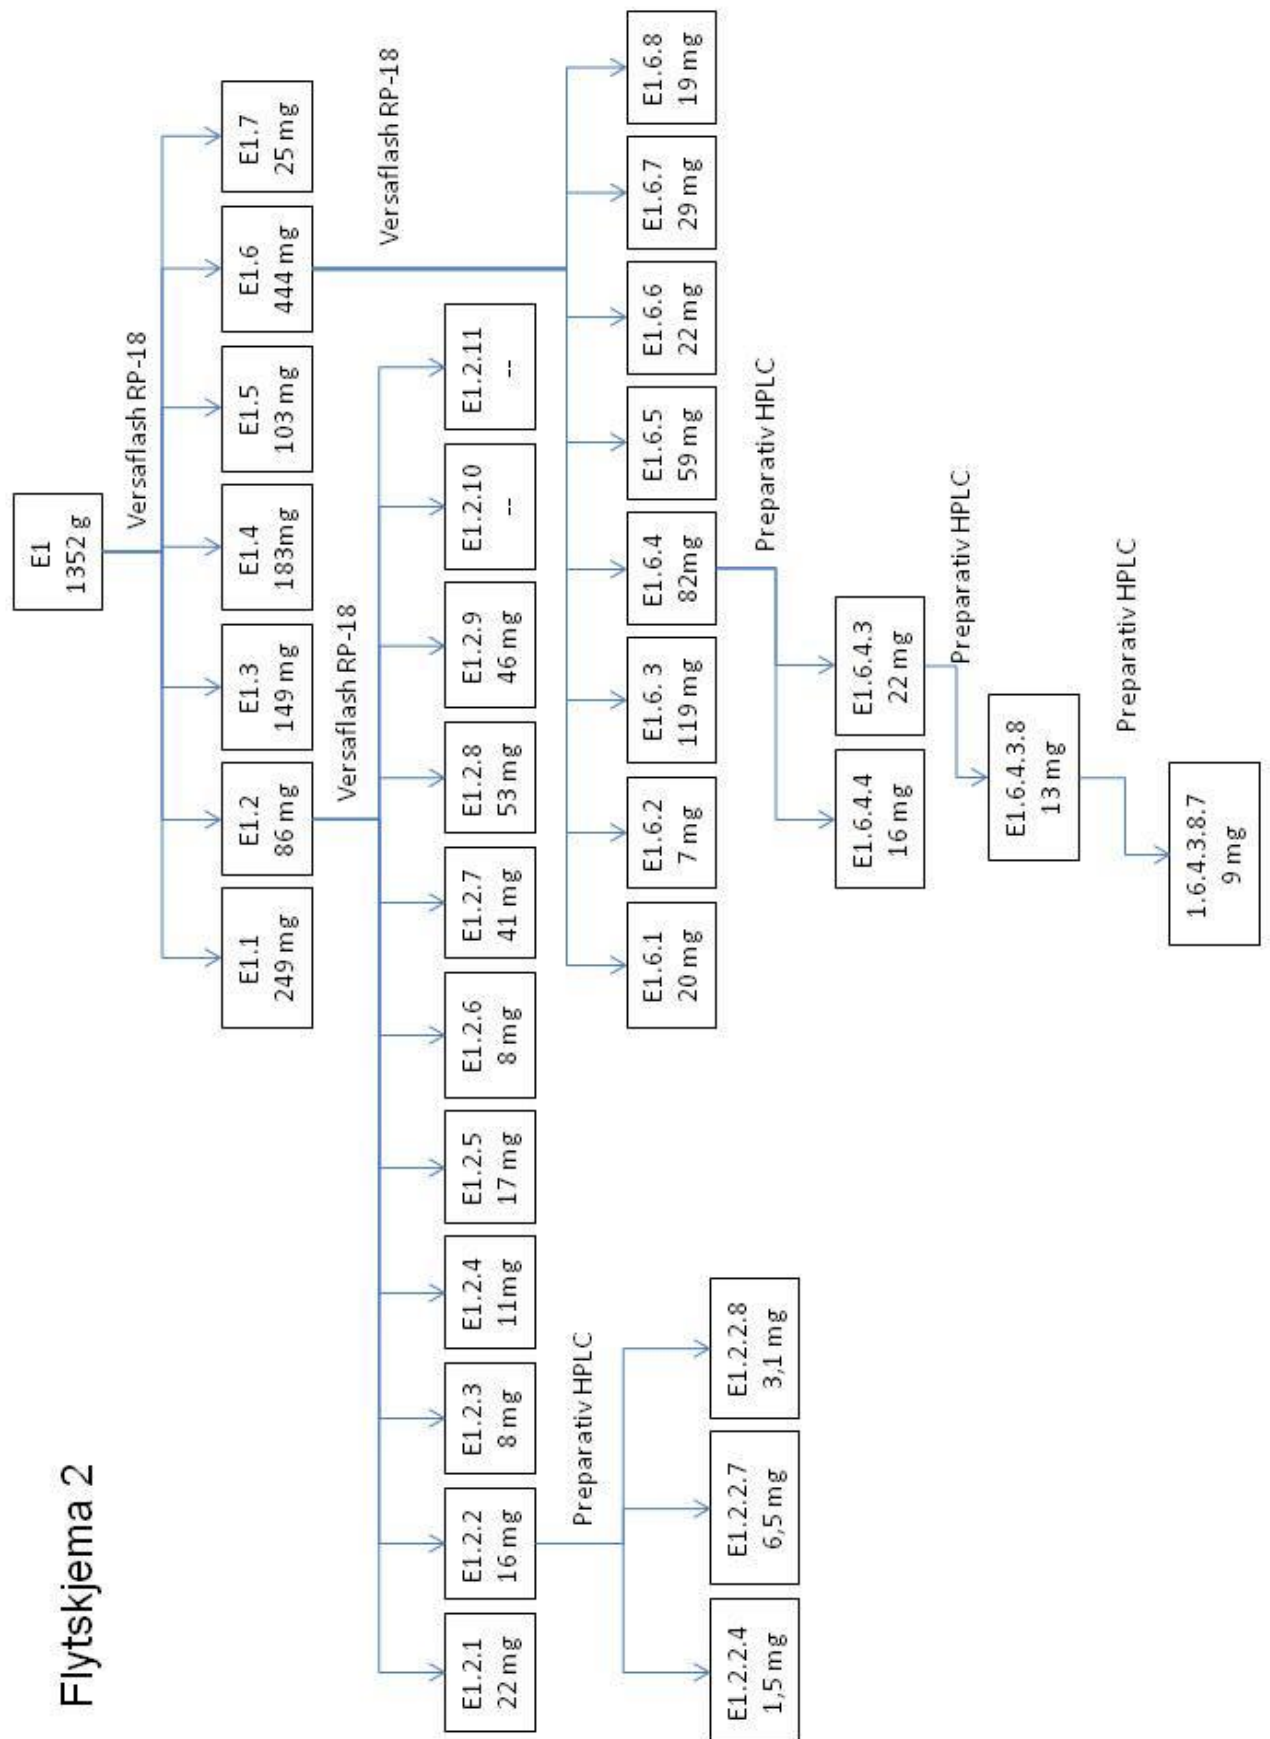 Flytskjema 2
E1
1352 g
Versaflash RP-18
E1.1
249 mg
E1.2
86 mg
E1.3
149 mg
E1.4
183mg
E1.5
103 mg
E1.6
444 mg
E1.7
25 mg
Versaflash RP-18
Versaflash RP-18
E1.2.1
22 mg
E1.2.2
16 mg
E1.2.3
8 mg
E1.2.4
11mg
E1.2.5
17 mg
E1.2.6
8 mg
E1.2.7
41 mg
E1.2.8
53 mg
E1.2.9
46 mg
E1.2.10
--
E1.2.11
--
Preparativ HPLC
E1.6.1
20 mg
E1.6.2
7 mg
E1.6. 3
119 mg
E1.6.4
82mg
E1.6.5
59 mg
E1.6.6
22 mg
E1.6.7
29 mg
E1.6.8
19 mg
E1.2.2.4
1,5 mg
E1.2.2.7
6,5 mg
E1.2.2.8
3,1 mg
Preparativ HPLC
E1.6.4.4
16 mg
E1.6.4.3
22 mg
Preparativ HPLC
E1.6.4.3.8
13 mg
Preparativ HPLC
1.6.4.3.8.7
9 mg